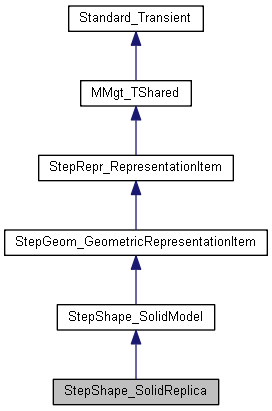 Standard_Transient
MMgt_TShared
StepRepr_RepresentationItem
StepGeom_GeometricRepresentationItem
StepShape_SolidModel
StepShape_SolidReplica